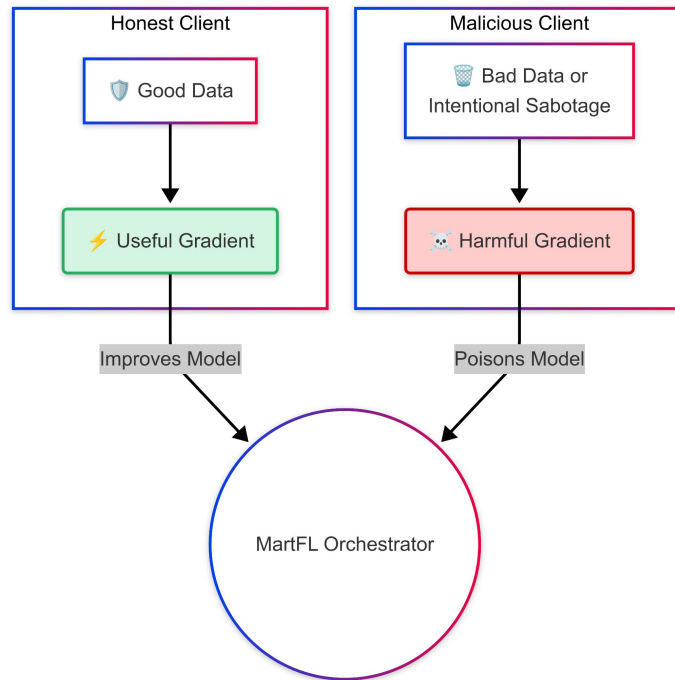 Honest Client
Malicious Client
🛡️ Good Data
🗑️ Bad Data or
Intentional Sabotage
⚡ Useful Gradient
☠️ Harmful Gradient
Improves Model
Poisons Model
MartFL Orchestrator